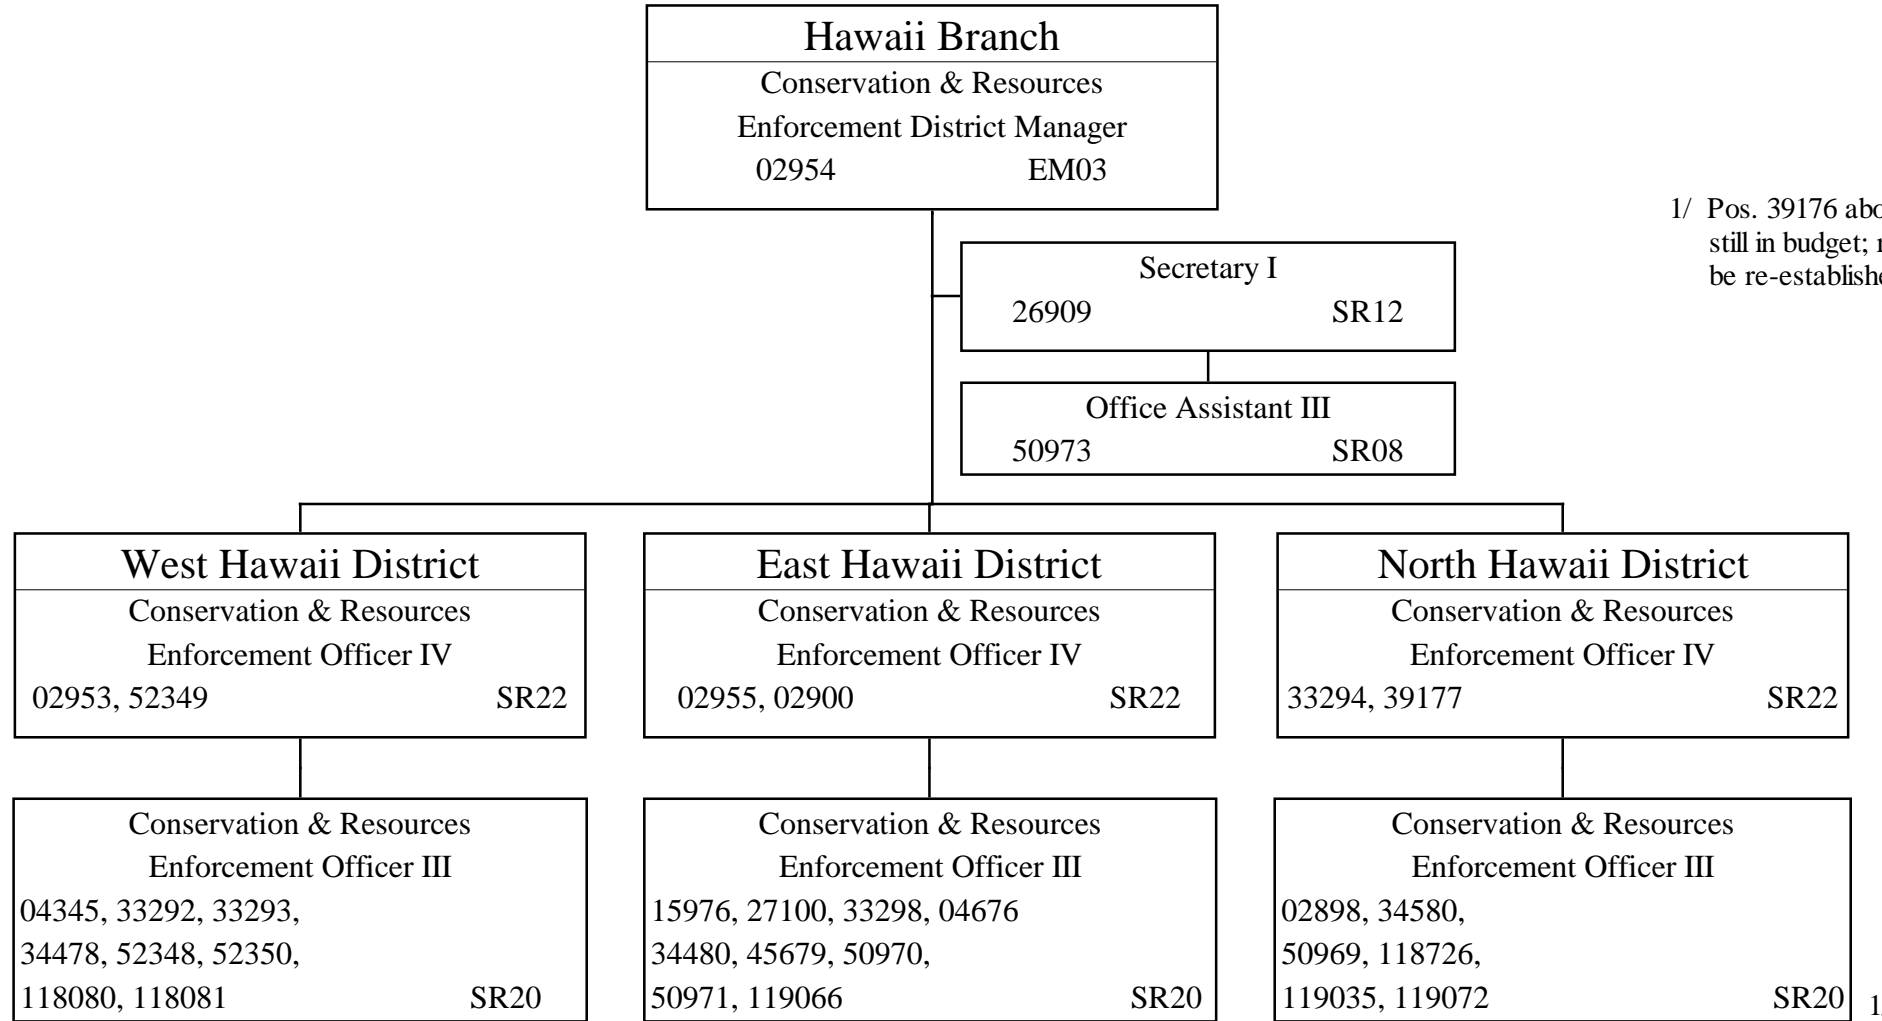 Hawaii Branch
Conservation & Resources
Enforcement District Manager
02954 EM03
1/ Pos. 39176
still in budget;
be
Secretary I
26909 SR12
Office Assistant III
50973 SR08
West Hawaii District
Conservation & Resources
Enforcement Officer IV
02953, 52349 SR22
East Hawaii District
Conservation & Resources
Enforcement Officer IV
02955, 02900 SR22
North Hawaii District
Conservation & Resources
Enforcement Officer IV
33294, 39177 SR22
Conservation & Resources
Enforcement Officer III
04345, 33292, 33293,
34478, 52348, 52350,
118080, 118081 SR20
Conservation & Resources
Enforcement Officer III
15976, 27100, 33298, 04676
34480, 45679, 50970,
50971, 119066 SR20
Conservation & Resources
Enforcement Officer III
02898, 34580,
50969, 118726,
119035, 119072 SR20